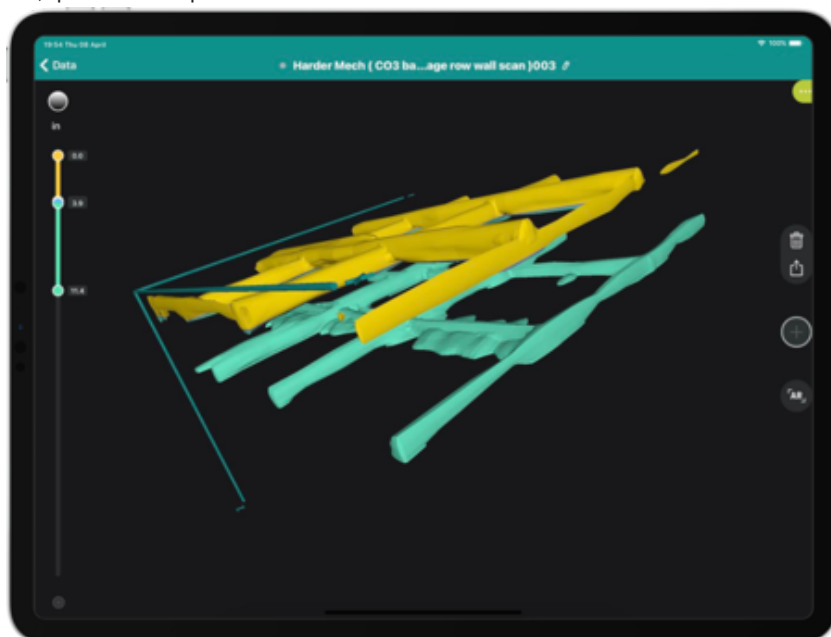 19:54 Thu 08 April
100%
Data
Harder Mech ( CO3 ba...age row wall scan )003
in
0.0
3.9
11.4
AR